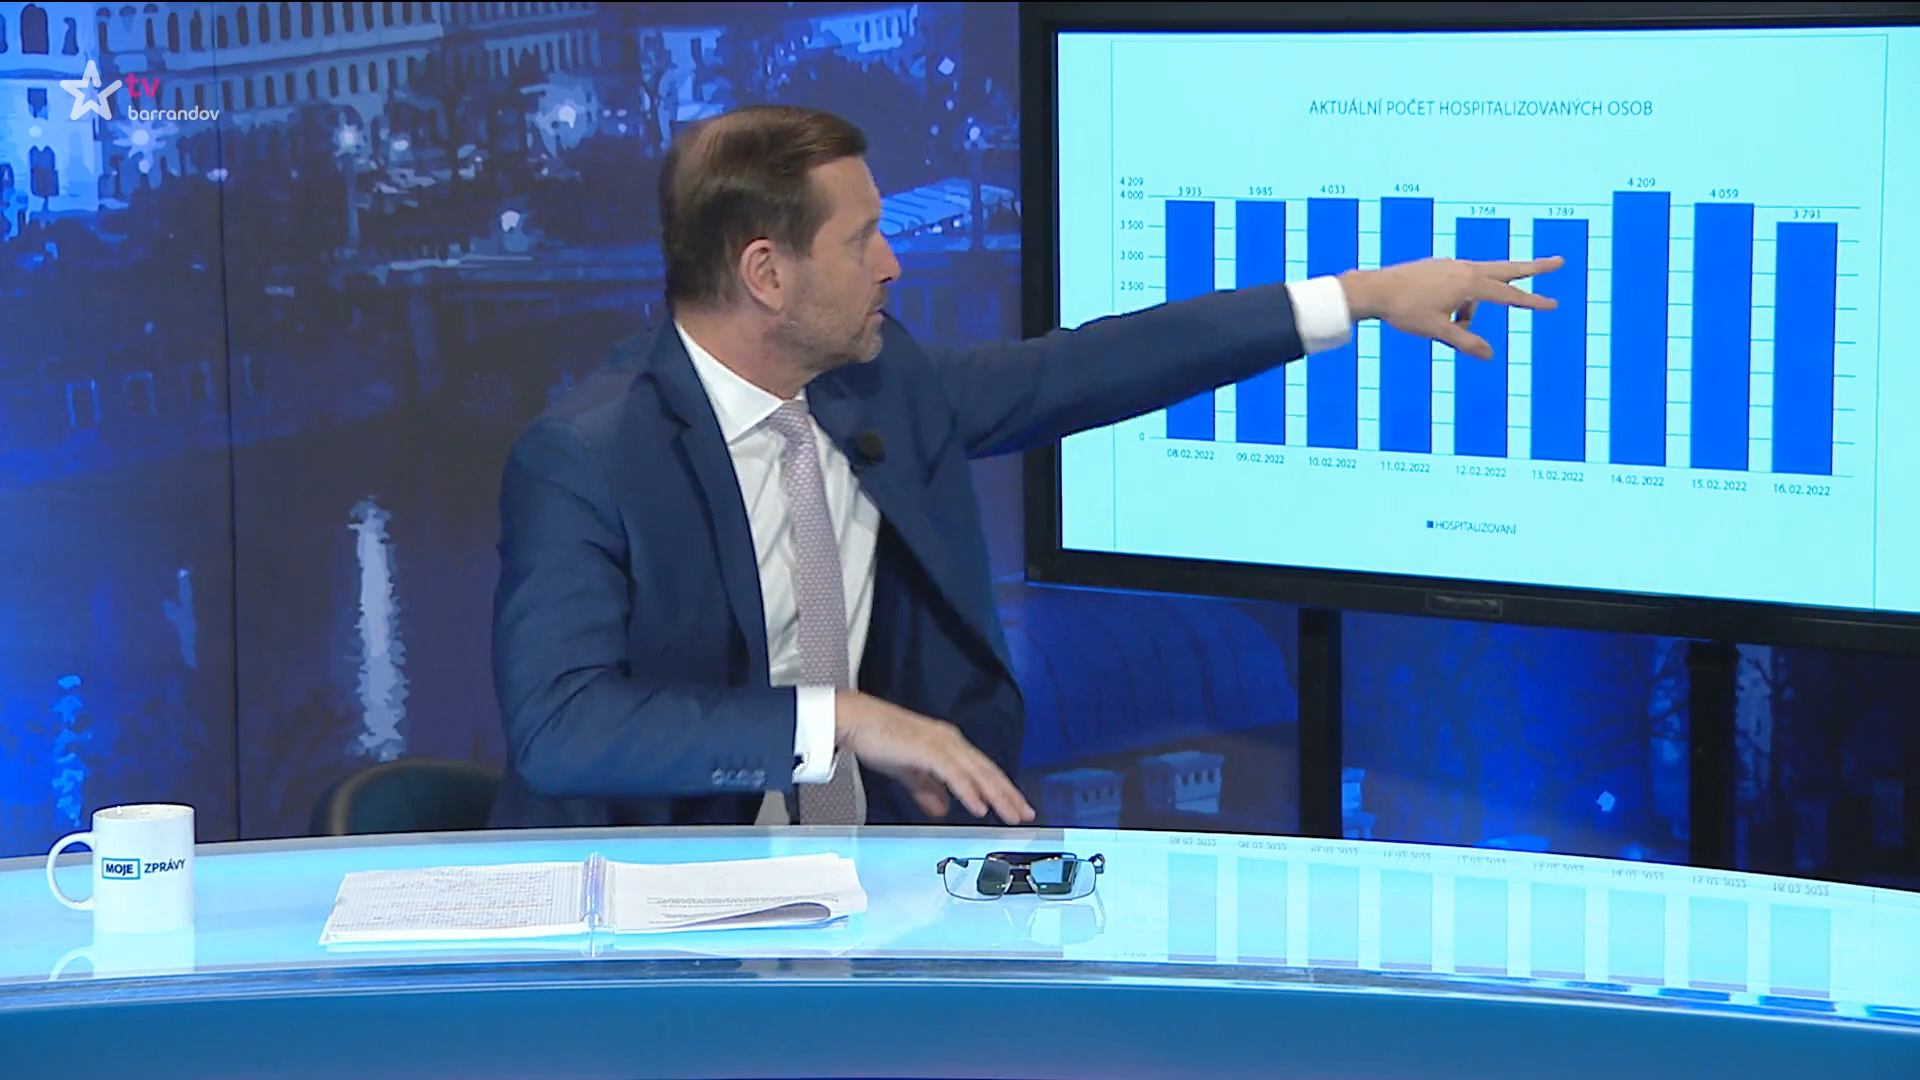 tv
barrandov
AKTUÁLNÍ POČET HOSPITALIZOVANÝCH OSOB
4 209
4 000
3 500
3 000
2 500
0
3 933 3 985 4 033 4 094 3 768 3 789 4 209 4 059 3 791
08. 02. 2022 09. 02. 2022 10. 02. 2022 11. 02. 2022 12. 02. 2022 13. 02. 2022 14. 02. 2022 15. 02. 2022 16. 02. 2022
HOSPITALIZOVANÍ
MOJE ZPRÁVY